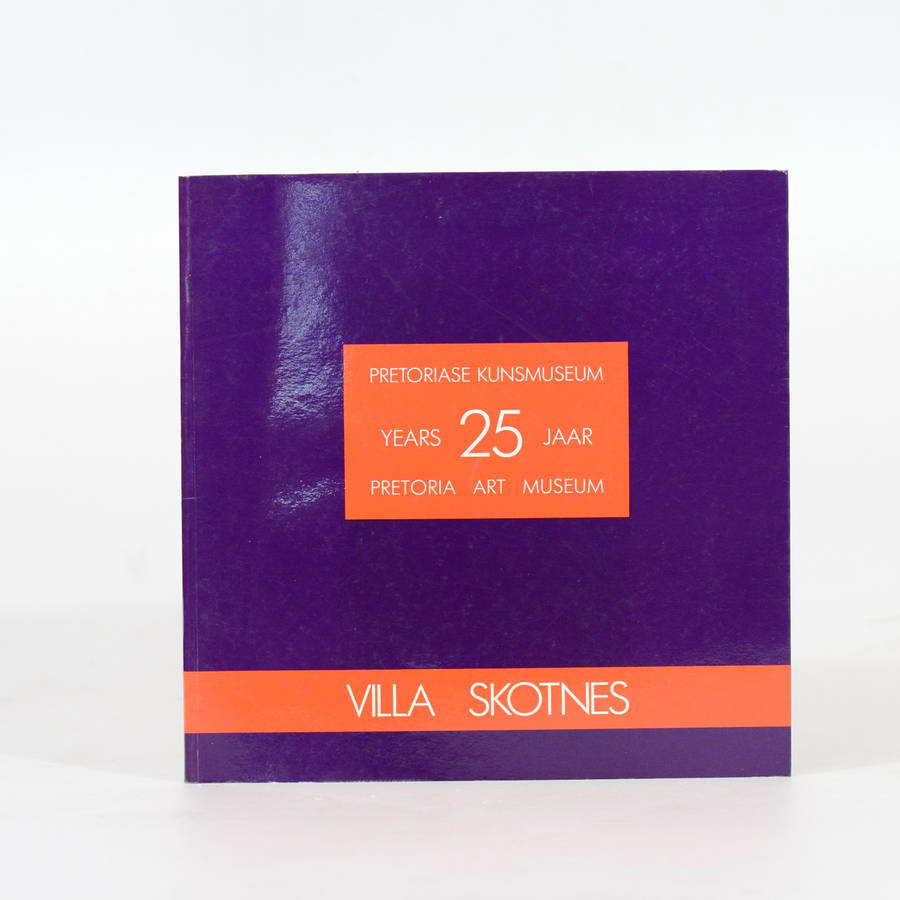 PRETORIASE KUNSMUSEUM
YEARS 25 JAAR
PRETORIA ART MUSEUM
VILLA SKOTNES